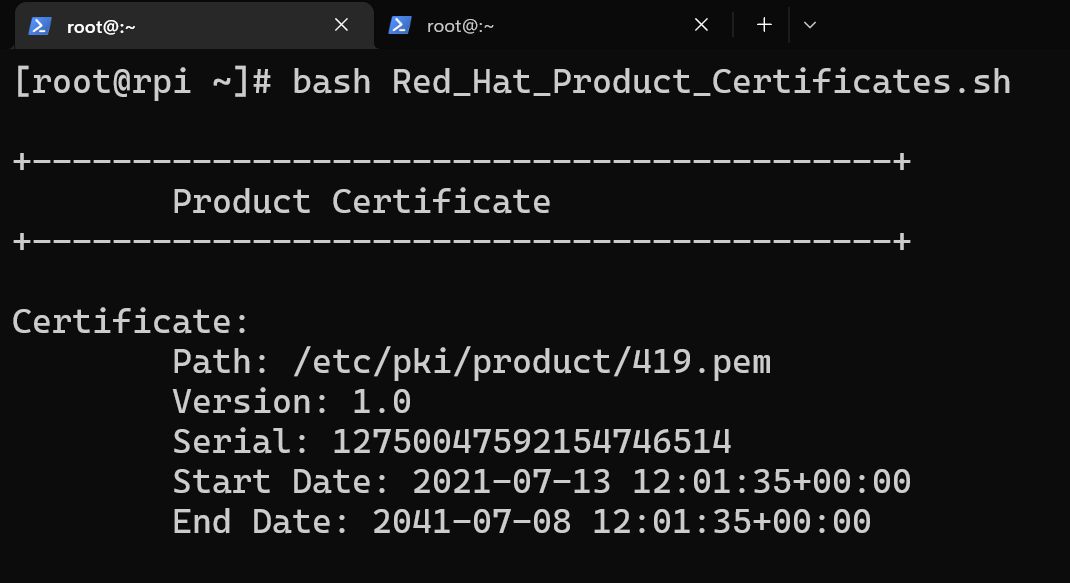 root@:~
root@:~
[root@rpi ~]# bash Red_Hat_Product_Certificates.sh
+-------------------------------------------+
Product Certificate
+-------------------------------------------+
Certificate:
Path: /etc/pki/product/419.pem
Version: 1.0
Serial: 12750047592154746514
Start Date: 2021-07-13 12:01:35+00:00
End Date: 2041-07-08 12:01:35+00:00